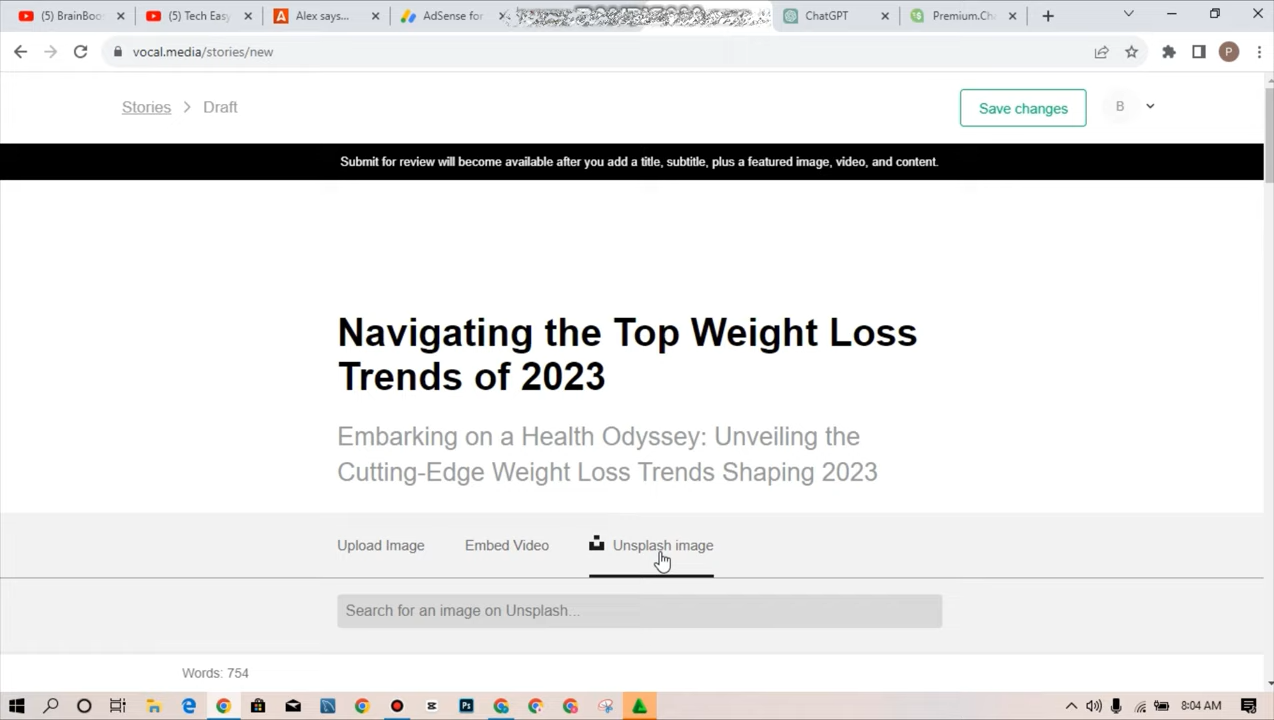 (5) BrainBoo
(5) Tech Easy
Alex says...
AdSense for
ChatGPT
Premium.Ch
vocal.media/stories/new
P
Stories > Draft
Save changes
B
Submit for review will become available after you add a title, subtitle, plus a featured image, video, and content.
Navigating the Top Weight Loss
Trends of 2023
Embarking on a Health Odyssey: Unveiling the
Cutting-Edge Weight Loss Trends Shaping 2023
Upload Image
Embed Video
Unsplash image
Search for an image on Unsplash...
Words: 754
8:04 AM